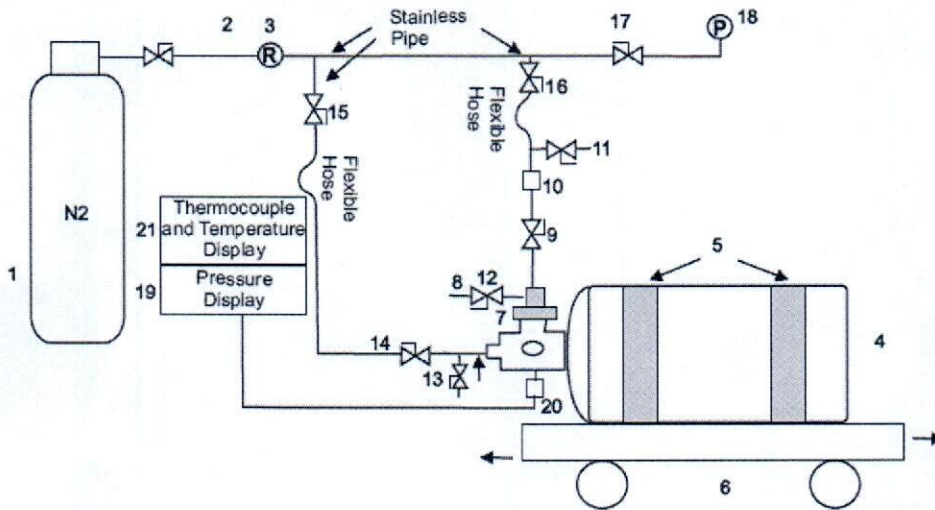 2
3
Stainless
Pipe
17
18
R
P
16
15
Flexible
Hose
Flexible
Hose
11
10
N2
21
Thermocouple
and Temperature
Display
9
5
1
19
Pressure
Display
8
12
7
4
14
13
20
6